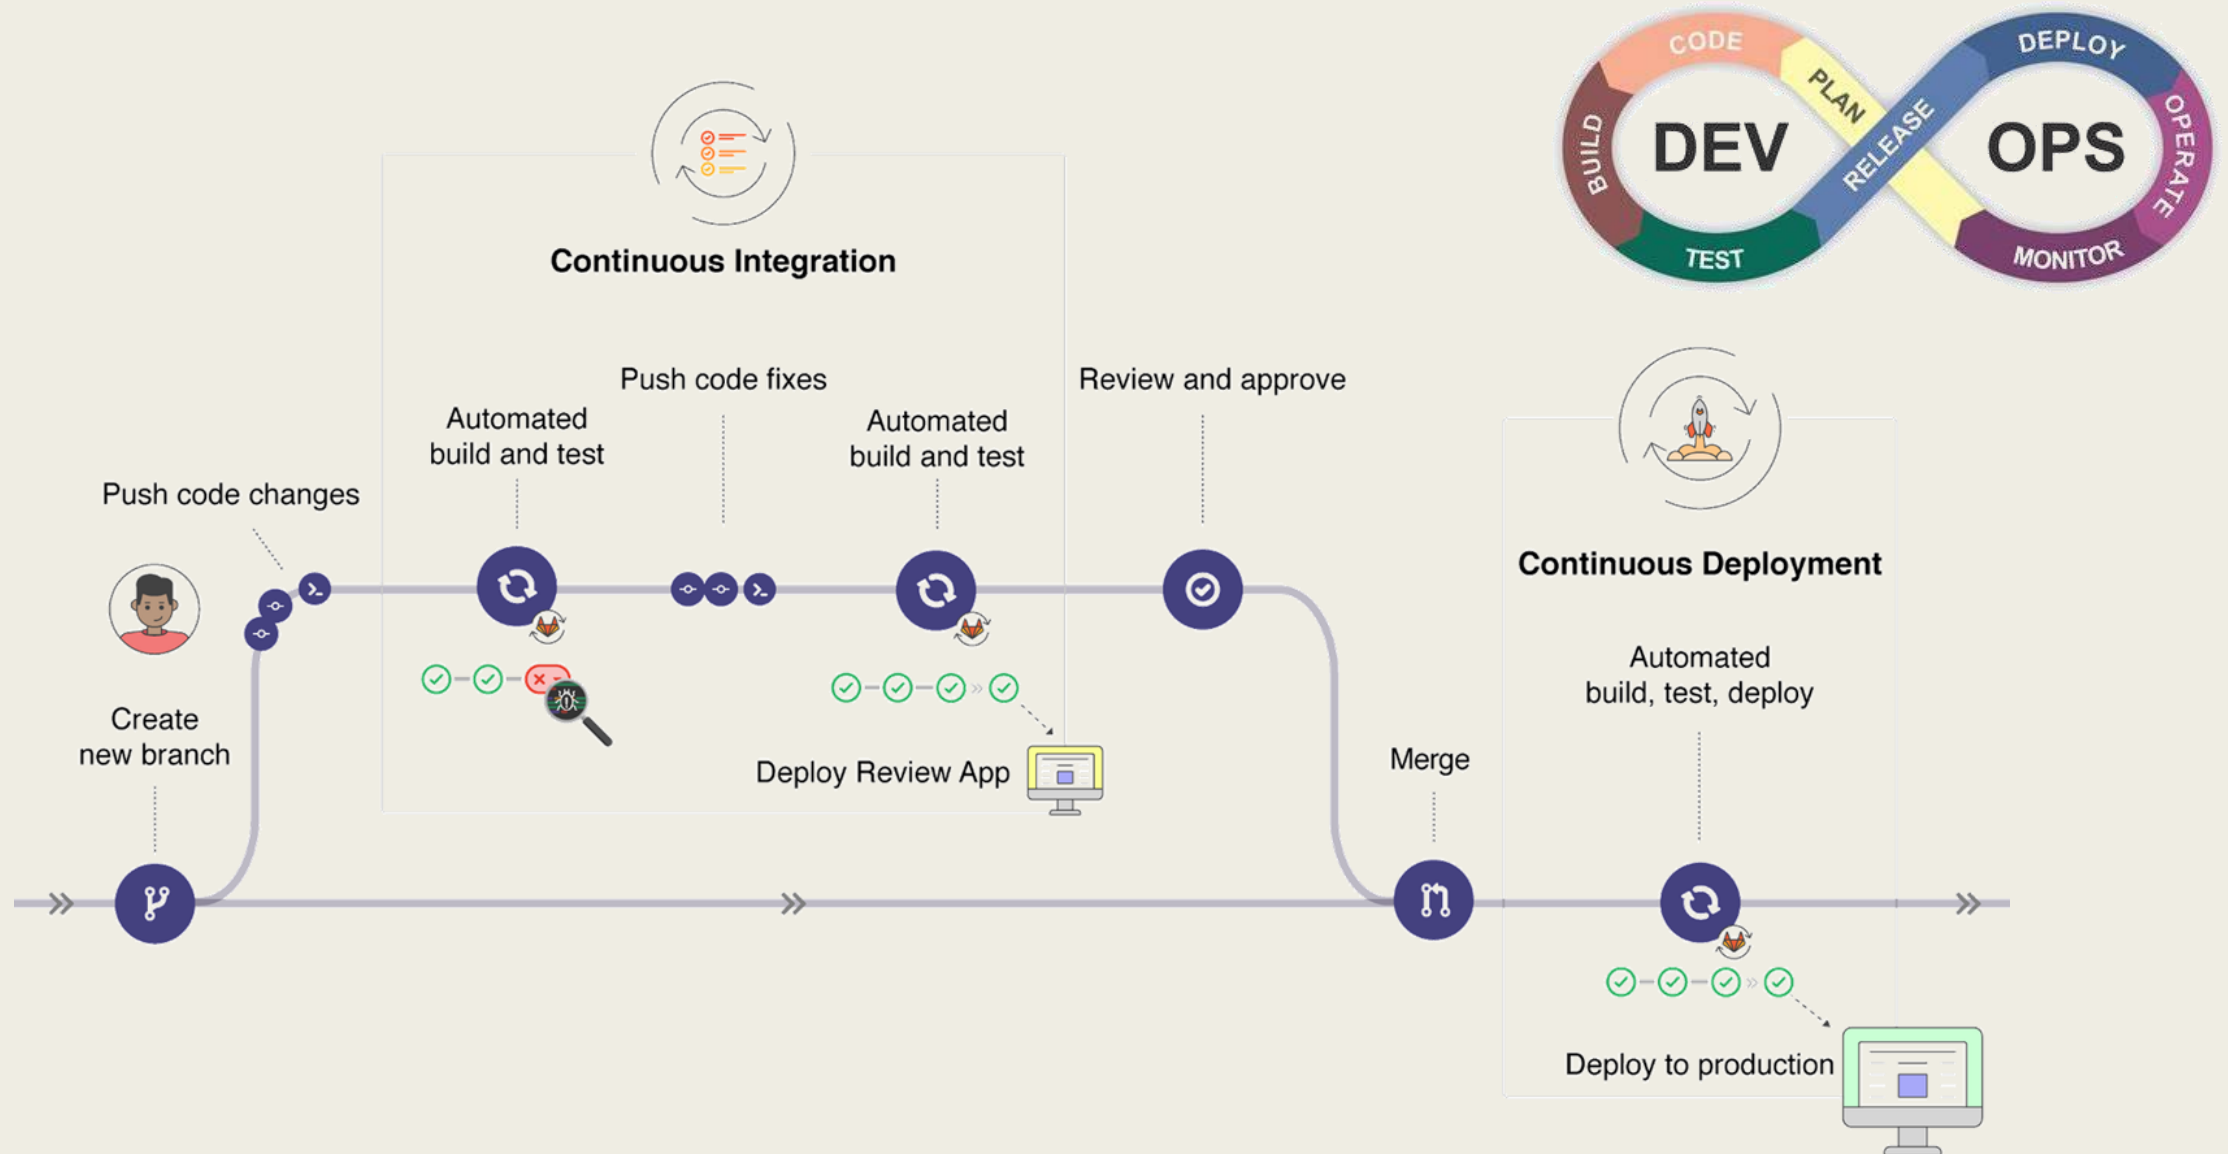 CODE
PLAN
BUILD
DEV
TEST
RELEASE
DEPLOY
OPS
OPERATE
MONITOR
Continuous Integration
Push code fixes
Automated
build and test
Automated
build and test
Review and approve
Push code changes
Create
new branch
Deploy Review App
Merge
Continuous Deployment
Automated
build, test, deploy
Deploy to production